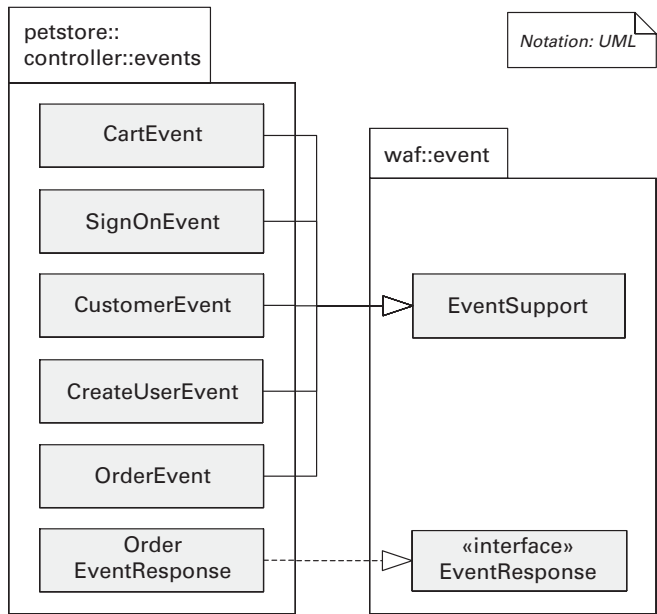 petstore::
controller::events
Notation: UML
CartEvent
waf::event
SignOnEvent
CustomerEvent
EventSupport
CreateUserEvent
OrderEvent
Order
EventResponse
«interface»
EventResponse